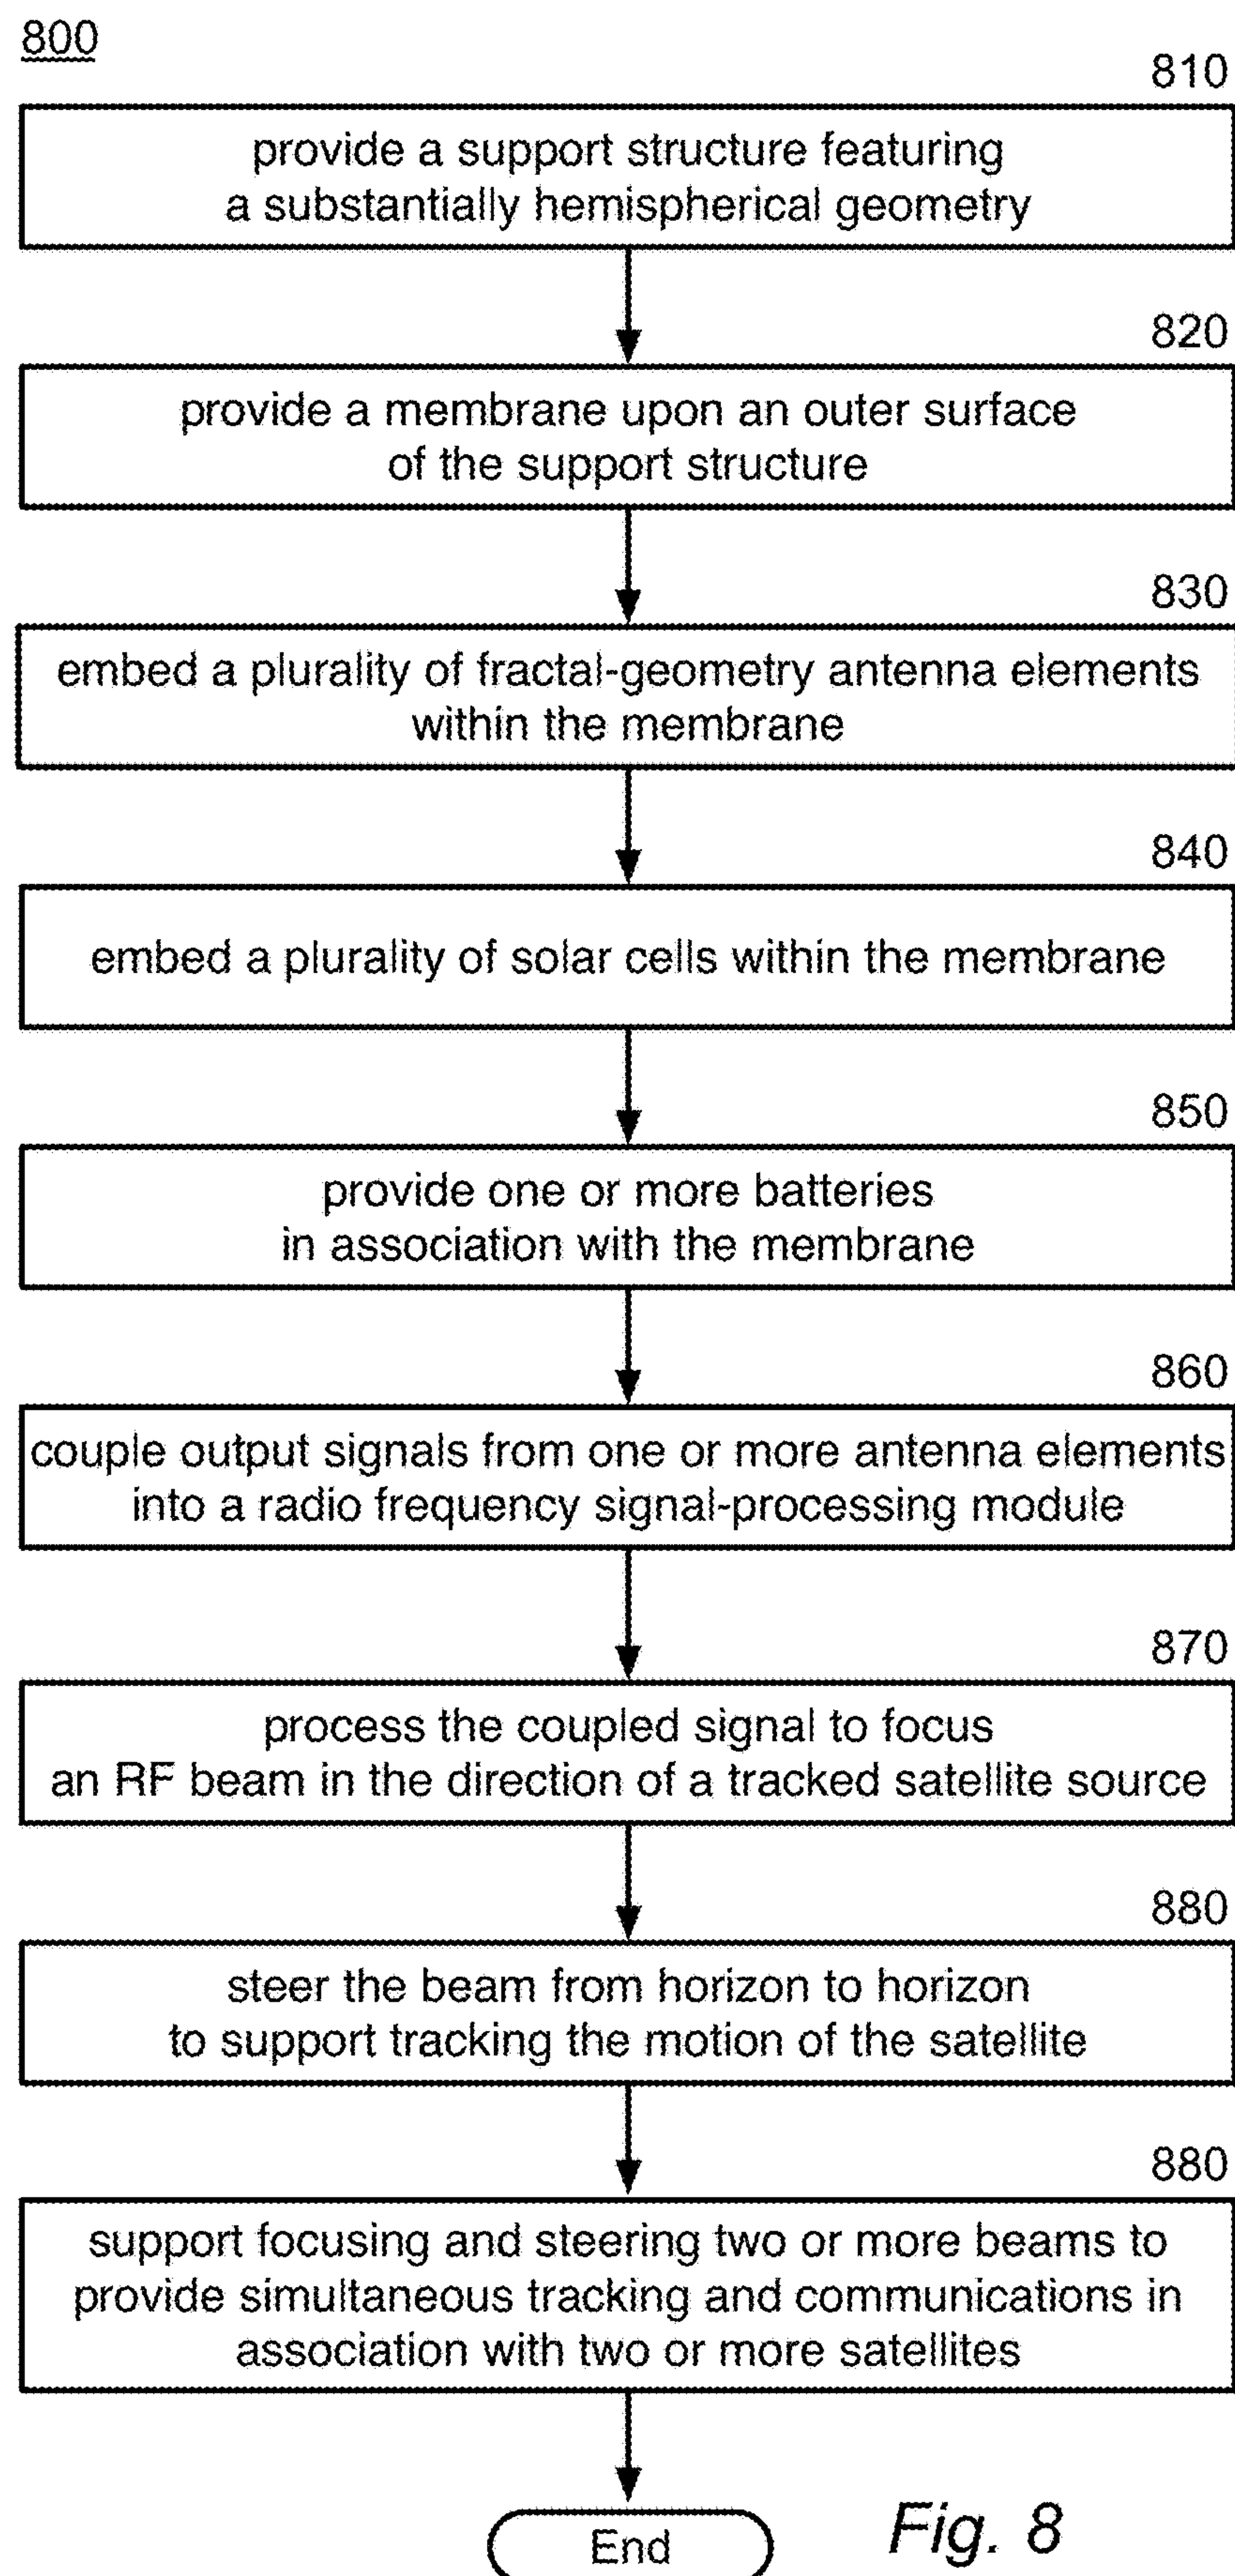 800
810
provide a support structure featuring
a substantially hemispherical geometry
820
provide a membrane upon an outer surface
of the support structure
830
embed a plurality of fractal-geometry antenna elements
within the membrane
840
embed a plurality of solar cells within the membrane
850
provide one or more batteries
in association with the membrane
860
couple output signals from one or more antenna elements
into a radio frequency signal-processing module
870
process the coupled signal to focus
an RF beam in the direction of a tracked satellite source
880
steer the beam from horizon to horizon
to support tracking the motion of the satellite
880
support focusing and steering two or more beams to
provide simultaneous tracking and communications in
association with two or more satellites
End
Fig. 8